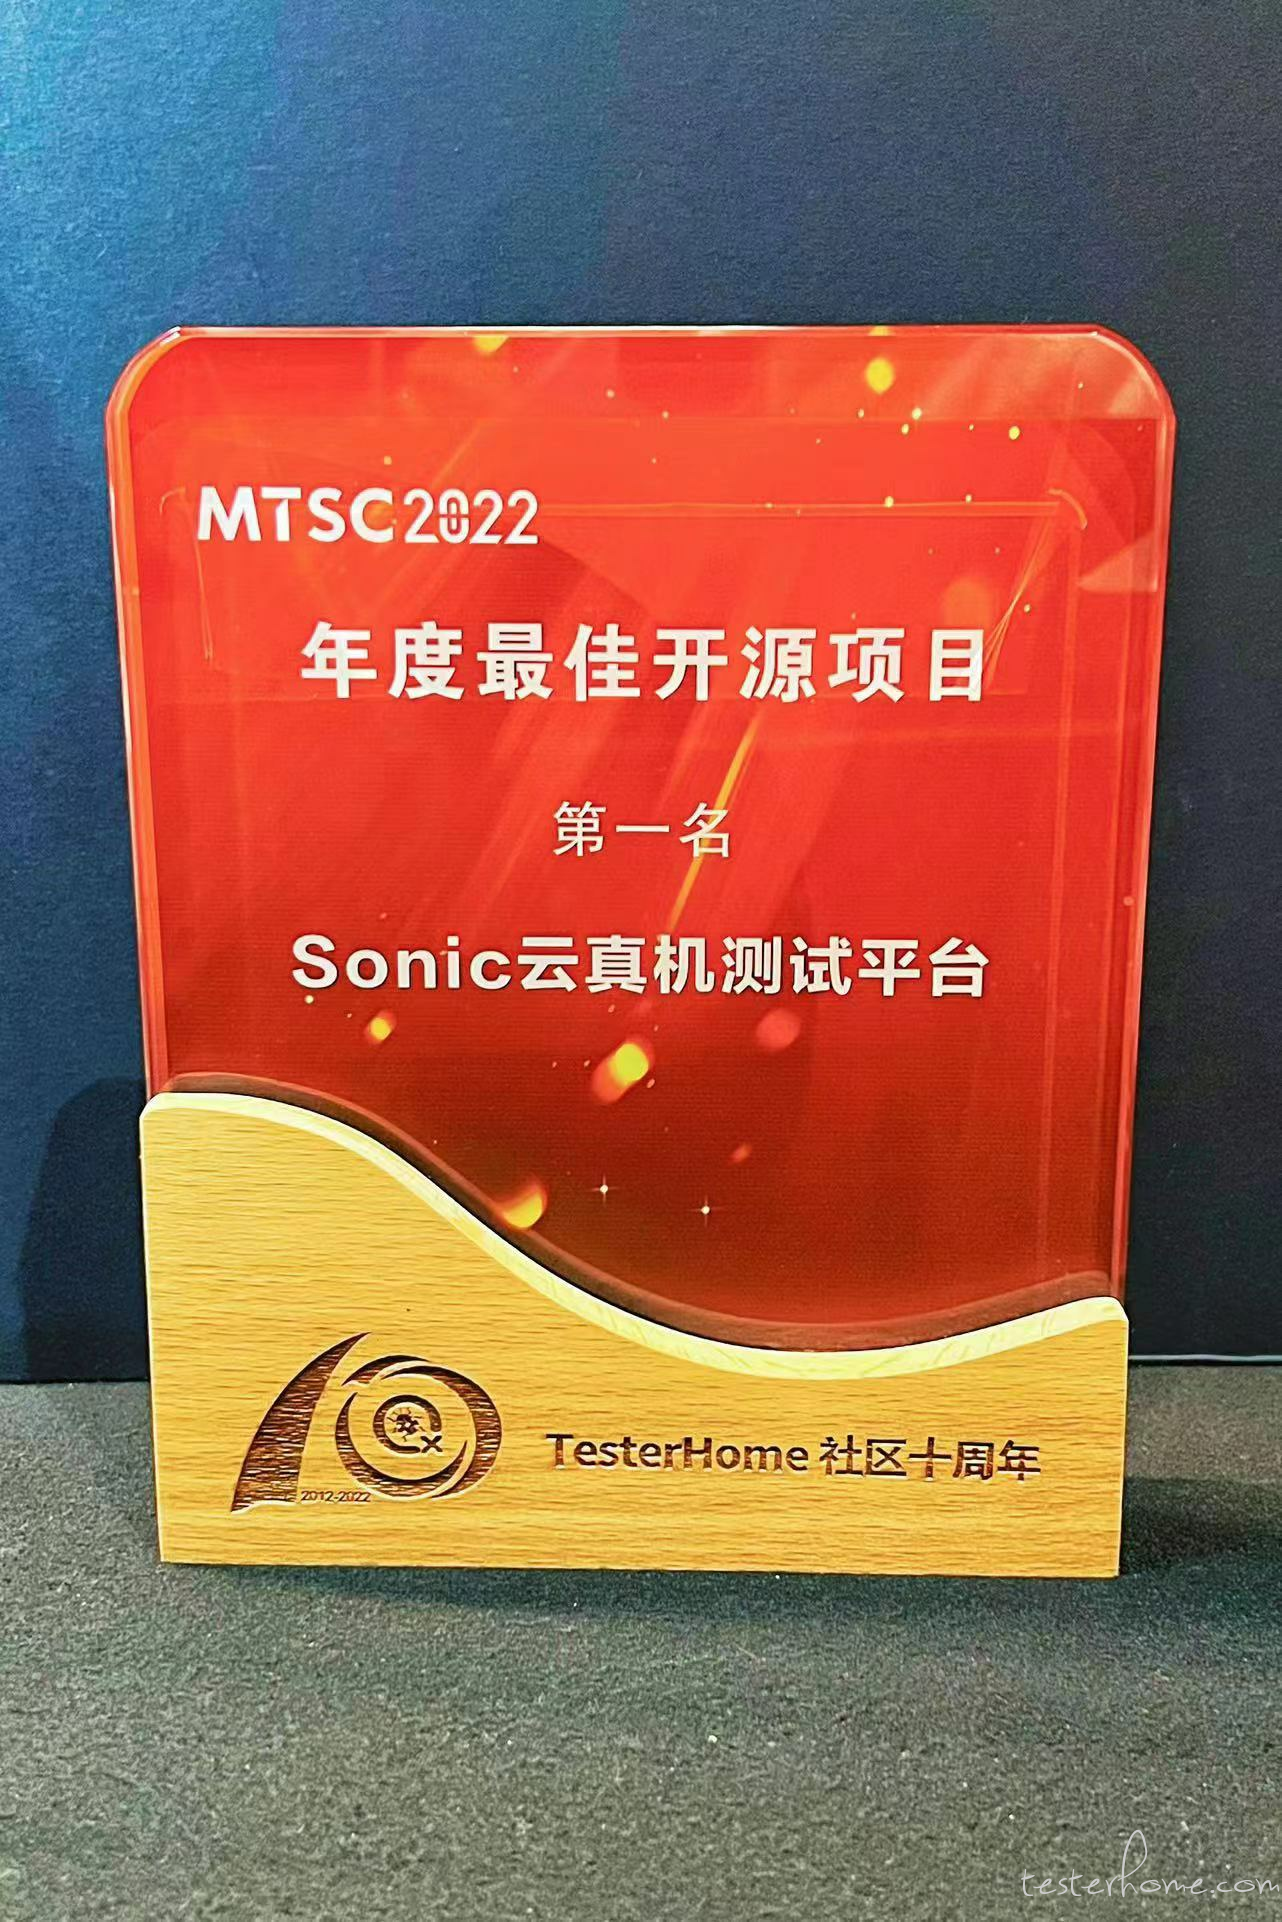 MTSC2022
年度最佳开源项目
第一名
Sonic云真机测试平台
2012-2022
TesterHome 社区十周年
testerhome.com